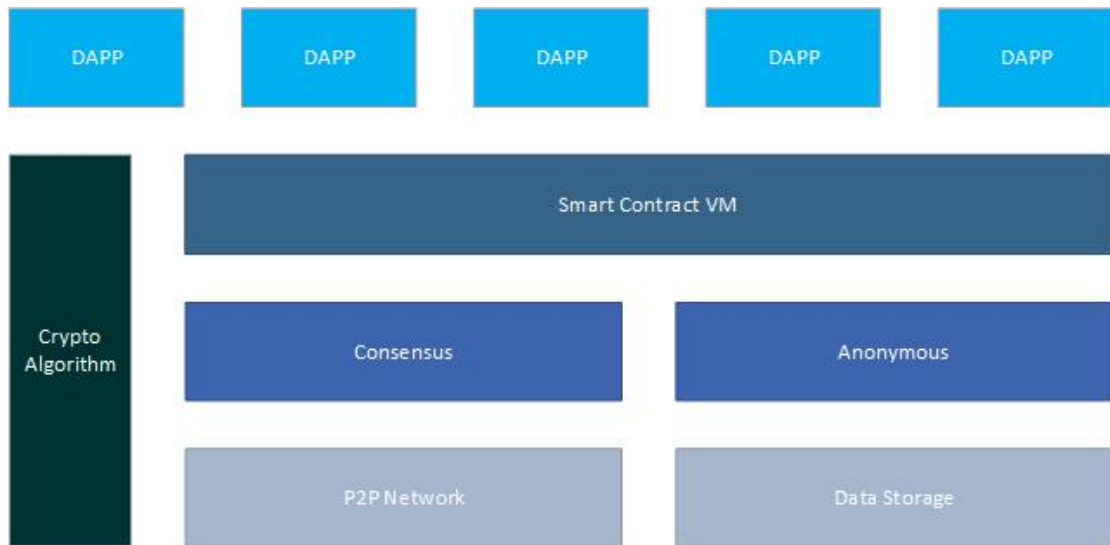 DAPP
DAPP
DAPP
DAPP
DAPP
Smart Contract VM
Crypto
Algorithm
Consensus
Anonymous
P2P Network
Data Storage